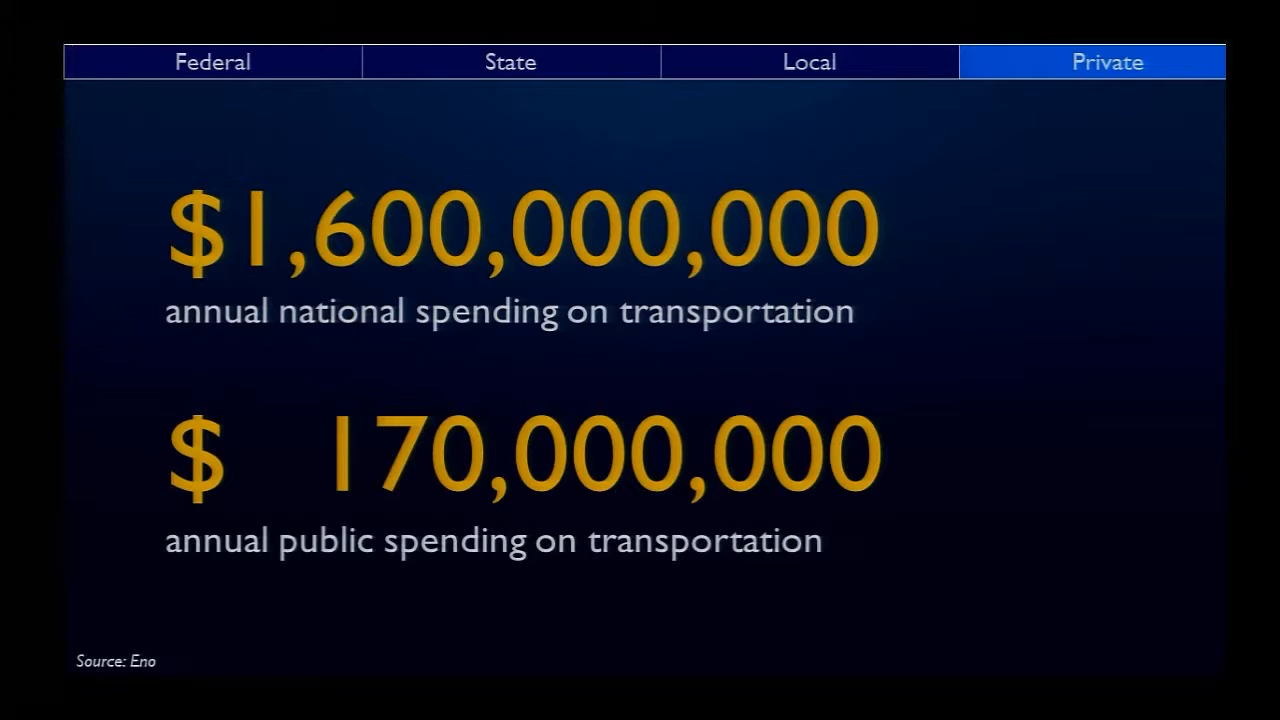 Federal State Local Private
$1,600,000,000
annual national spending on transportation
$ 170,000,000
annual public spending on transportation
Source: Eno